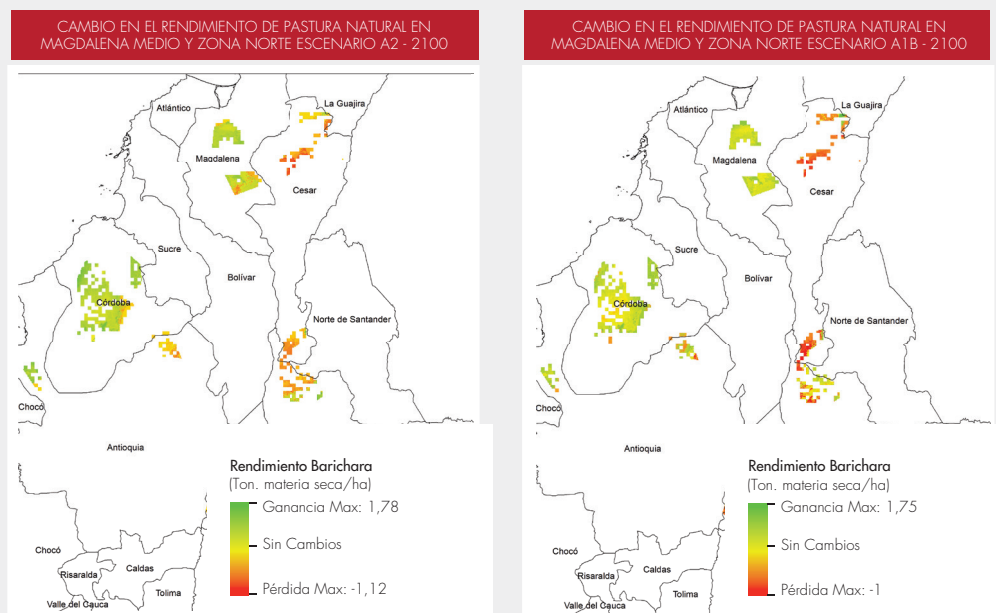 CAMBIO EN EL RENDIMIENTO DE PASTURA NATURAL EN
MAGDALENA MEDIO Y ZONA NORTE ESCENARIO A2 - 2100
Atlántico
La Guajira
Magdalena
Cesar
Sucre
Bolívar
Córdoba
Norte de Santander
Chocó
Antioquia
Rendimiento Barichara
(Ton. materia seca/ha)
Ganancia Max: 1,78
Sin Cambios
Pérdida Max: -1,12
Chocó
Caldas
Risaralda
Tolima
Valle del Cauca
CAMBIO EN EL RENDIMIENTO DE PASTURA NATURAL EN
MAGDALENA MEDIO Y ZONA NORTE ESCENARIO A1B - 2100
Atlántico
La Guajira
Magdalena
Cesar
Sucre
Bolívar
Córdoba
Norte de Santander
Chocó
Antioquia
Rendimiento Barichara
(Ton. materia seca/ha)
Ganancia Max: 1,75
Sin Cambios
Pérdida Max: -1
Chocó
Caldas
Risaralda
Tolima
Valle del Cauca